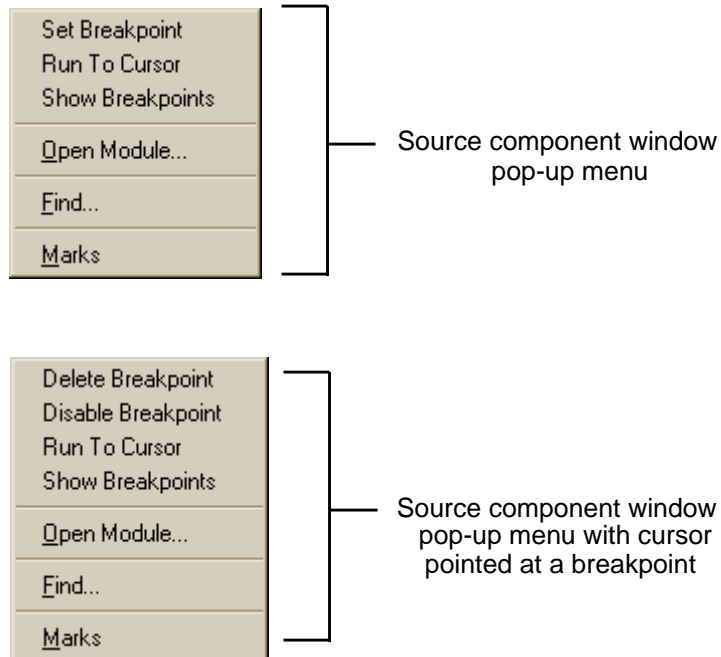 Set Breakpoint
Run To Cursor
Show Breakpoints
Open Module...
Find...
Marks
Source component window
pop-up menu
Delete Breakpoint
Disable Breakpoint
Run To Cursor
Show Breakpoints
Open Module...
Find...
Marks
Source component window
pop-up menu with cursor
pointed at a breakpoint